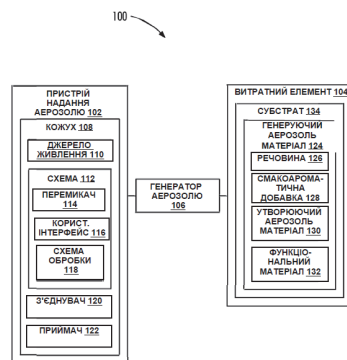 100
ПРИСТРІЙ
НАДАННЯ
АЕРОЗОЛЮ 102
КОЖУХ 108
ДЖЕРЕЛО
ЖИВЛЕННЯ 110
СХЕМА 112
ПЕРЕМИКАЧ
114
КОРИСТ.
ІНТЕРФЕЙС 116
СХЕМА
ОБРОБКИ
118
З'ЄДНУВАЧ 120
ПРИЙМАЧ 122
ГЕНЕРАТОР
АЕРОЗОЛЮ
106
ВИТРАТНИЙ ЕЛЕМЕНТ 104
СУБСТРАТ 134
ГЕНЕРУЮЧИЙ
АЕРОЗОЛЬ
МАТЕРІАЛ 124
РЕЧОВИНА 126
СМАКОАРОМА-
ТИЧНА
ДОБАВКА 128
УТВОРЮЮЧИЙ
АЕРОЗОЛЬ
МАТЕРІАЛ 130
ФУНКЦІО-
НАЛЬНИЙ
МАТЕРІАЛ 132